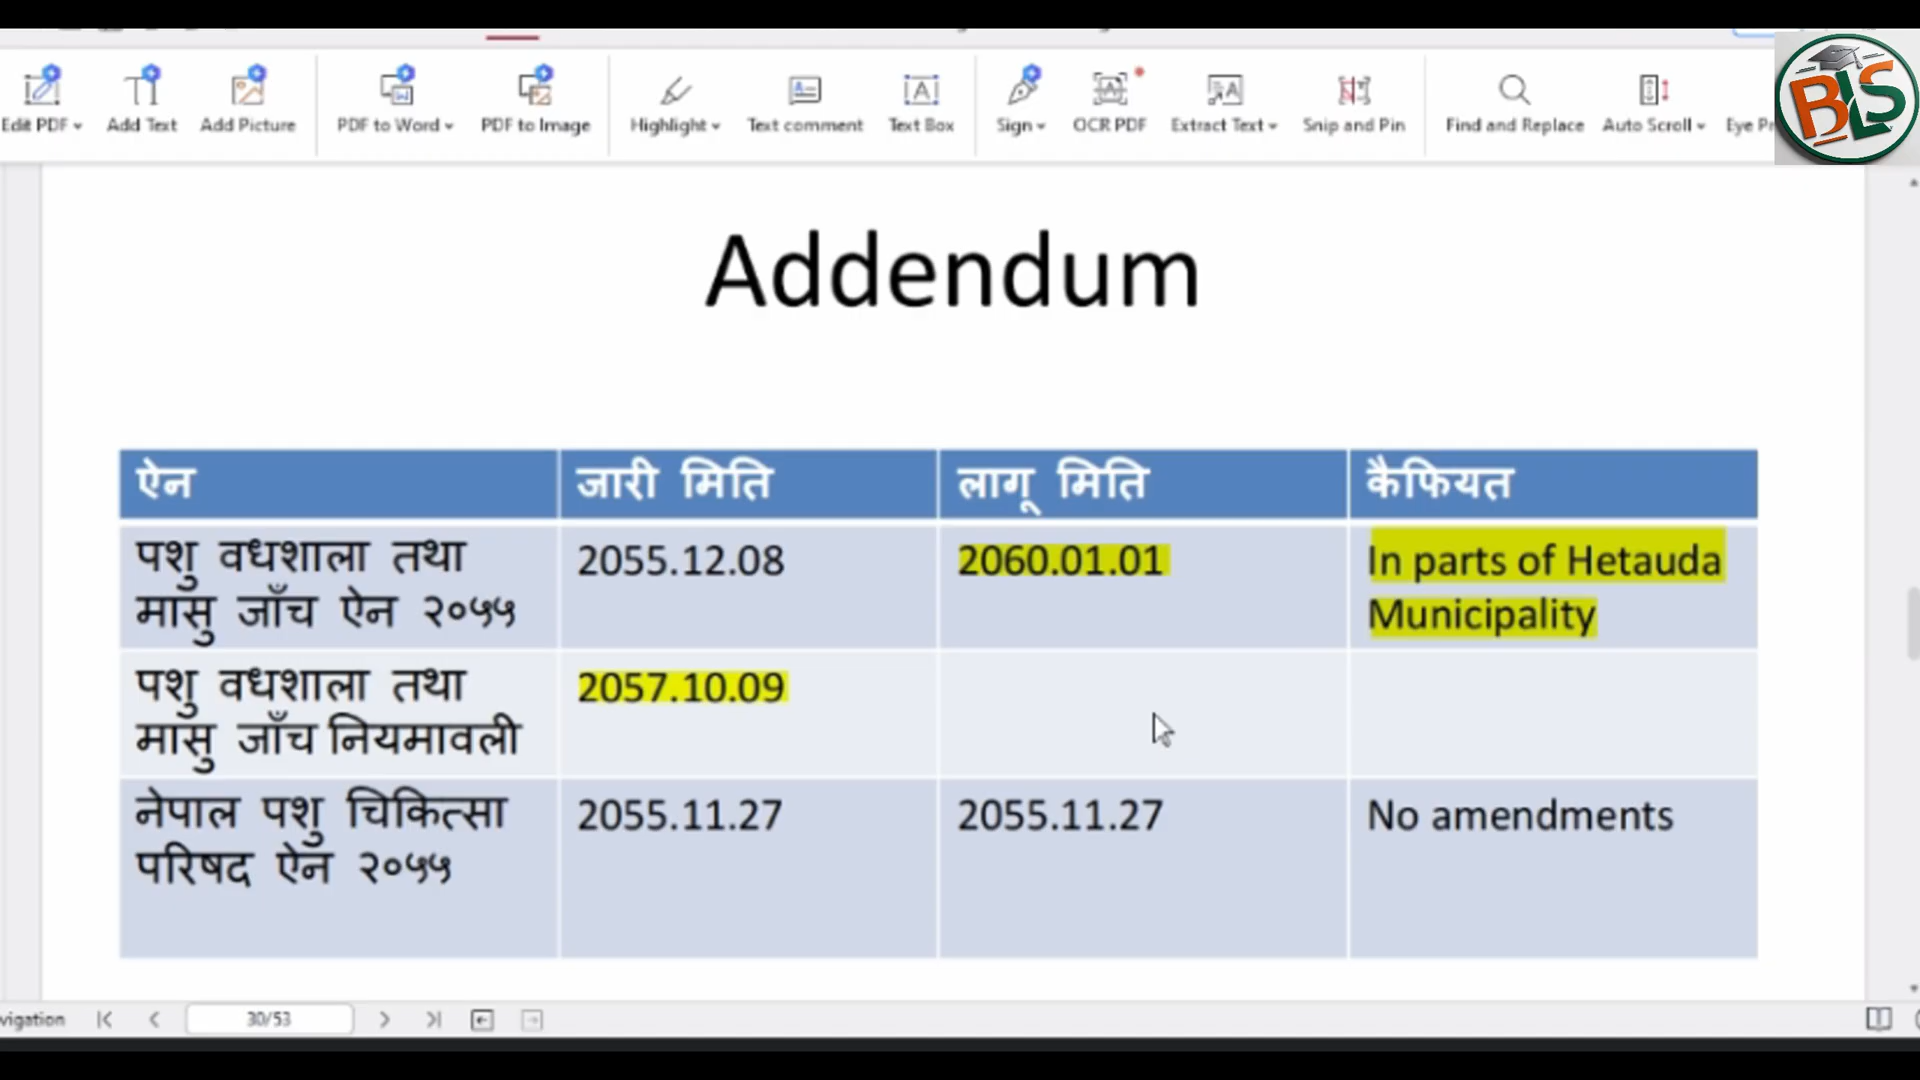 Edit PDF Add Text Add Picture PDF to Word PDF to Image Highlight Text comment Text Box Sign OCR PDF Extract Text Snip and Pin Find and Replace Auto Scroll
BLS
Addendum
ऐन जारी मिति लागू मिति कैफियत
पशु वधशाला तथा 2055.12.08 2060.01.01 In parts of Hetauda
मासु जाँच ऐन २०५५ Municipality
पशु वधशाला तथा 2057.10.09
मासु जाँच नियमावली
नेपाल पशु चिकित्सा 2055.11.27 2055.11.27 No amendments
परिषद ऐन २०५५
30/53